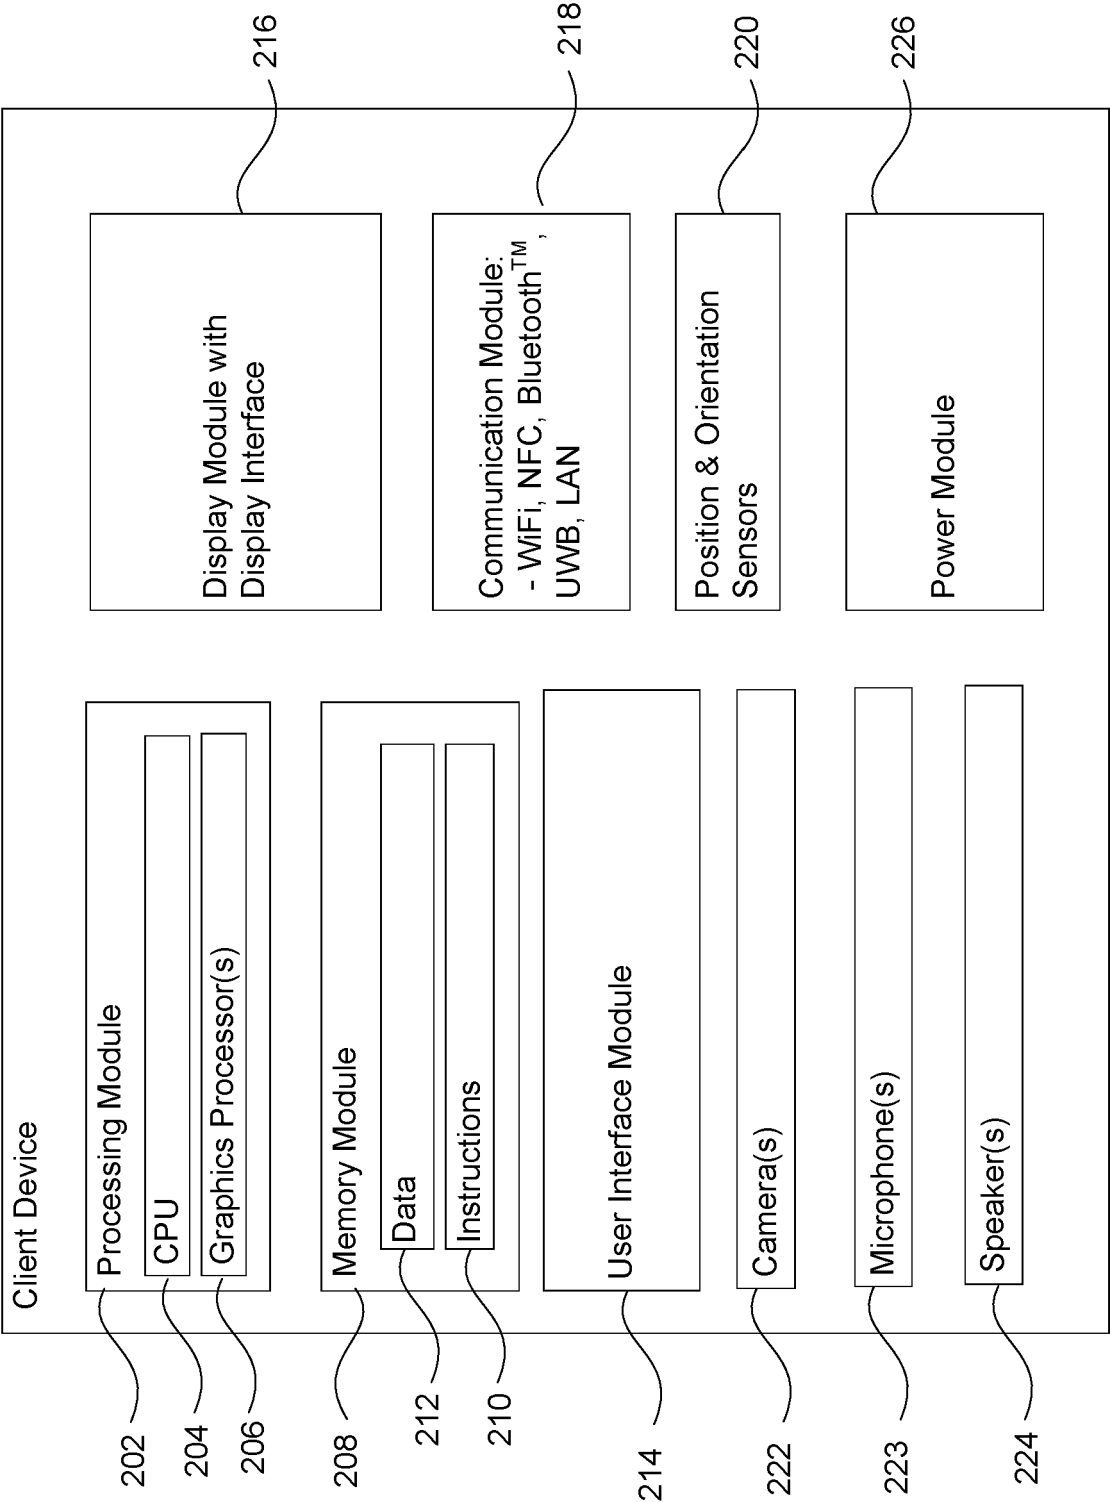 Client Device
202
Processing Module
204
CPU
206
Graphics Processor(s)
208
Memory Module
212
Data
210
Instructions
214
User Interface Module
222
Camera(s)
223
Microphone(s)
224
Speaker(s)
Display Module with
Display Interface
216
Communication Module:
- WiFi, NFC, Bluetooth™,
UWB, LAN
218
Position & Orientation
Sensors
220
Power Module
226